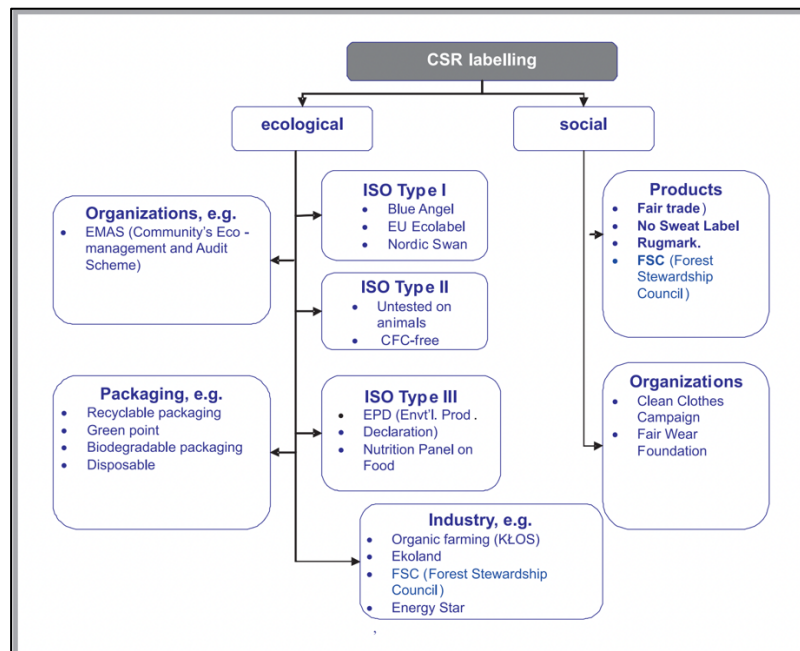 CSR labelling
ecological
social
Organizations, e.g.
• EMAS (Community's Eco -
management and Audit
Scheme)
ISO Type I
• Blue Angel
• EU Ecolabel
• Nordic Swan
ISO Type II
• Untested on
animals
• CFC-free
Packaging, e.g.
• Recyclable packaging
• Green point
• Biodegradable packaging
• Disposable
ISO Type III
• EPD (Envt'l. Prod .
• Declaration)
• Nutrition Panel on
Food
Industry, e.g.
• Organic farming (KŁOS)
• Ekoland
• FSC (Forest Stewardship
Council)
• Energy Star
,
Products
• Fair trade)
• No Sweat Label
• Rugmark.
• FSC (Forest
Stewardship
Council)
Organizations
• Clean Clothes
Campaign
• Fair Wear
Foundation